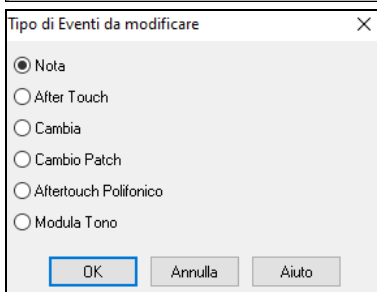 Tipo di Eventi da modificare
Nota
After Touch
Cambia
Cambio Patch
Aftertouch Polifonico
Modula Tono
OK Annulla Aiuto